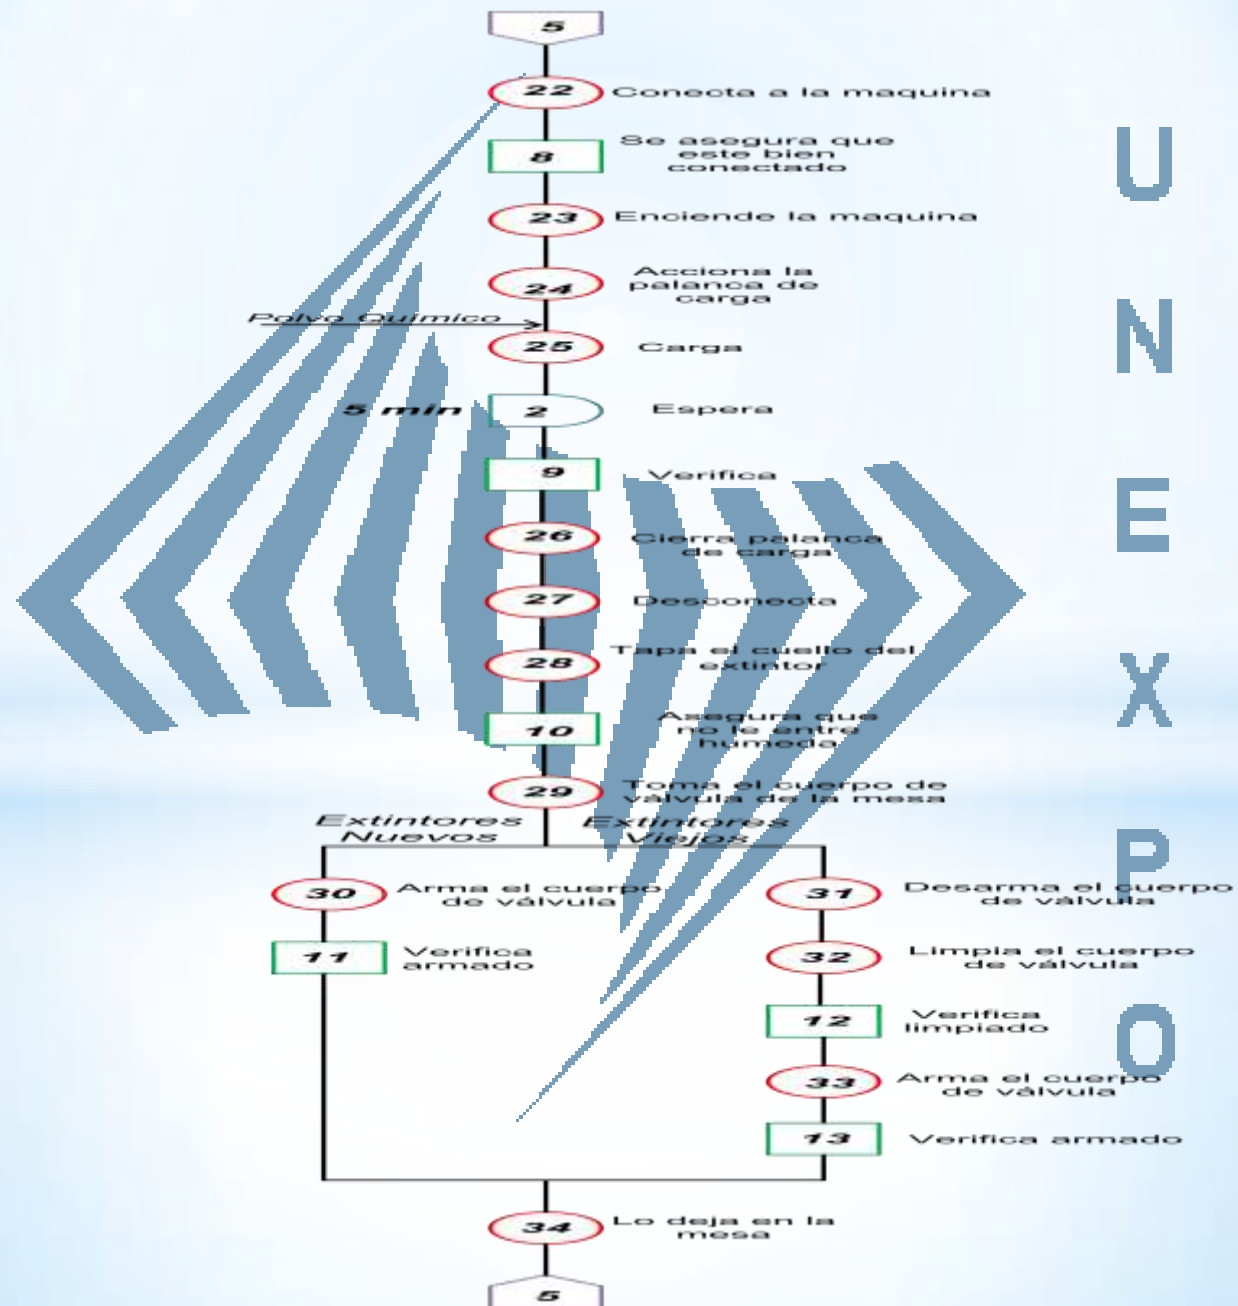 5
22 Conecta a la maquina
8 Se asegura que
este bien
conectado
23 Enciende la maquina
24 Acciona la
palanca de
carga
Polvo Químico
25 Carga
5 min 2 Espera
9 Verifica
26 Cierra palanca
de carga
27 Desconecta
28 Tapa el cuello del
extintor
10 Asegura que
no le entre
humeda
29 Toma el cuerpo de
válvula de la mesa
Extintores
Nuevos
Extintores
Viejos
30 Arma el cuerpo
de válvula
11 Verifica
armado
31 Desarma el cuerpo
de válvula
32 Limpia el cuerpo
de válvula
12 Verifica
limpiado
33 Arma el cuerpo
de válvula
13 Verifica armado
34 Lo deja en la
mesa
5
U
N
E
X
P
O